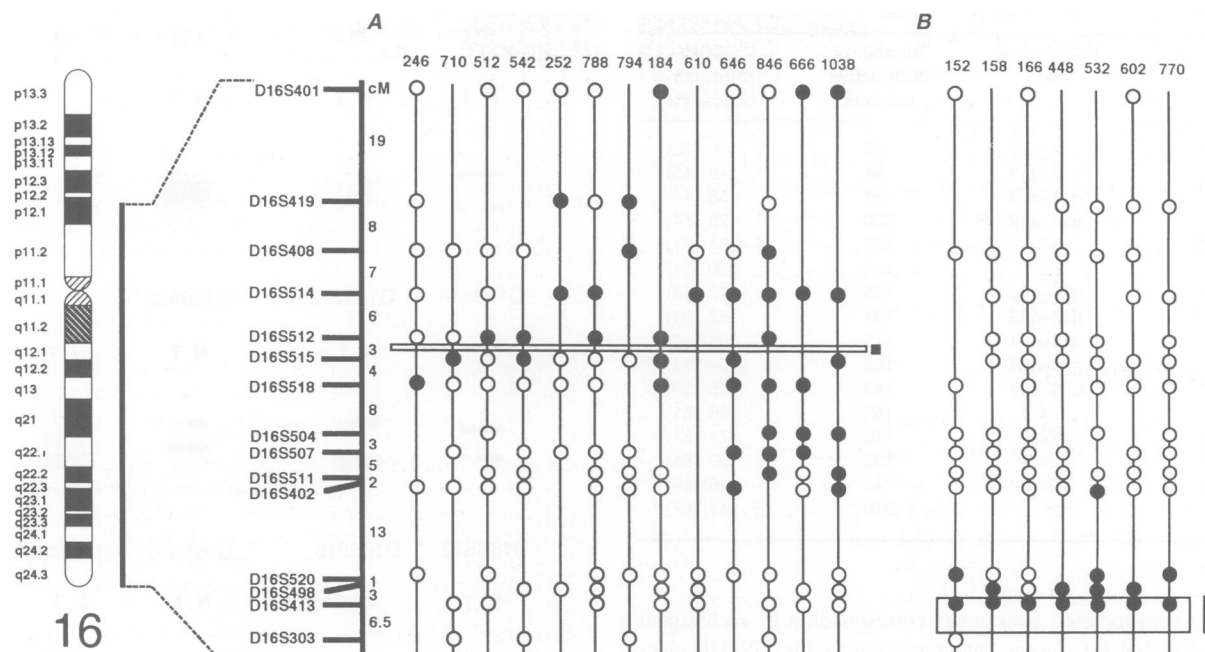 A
B
246 710 512 542 252 788 794 184 610 646 846 666 1038
152 158 166 448 532 602 770
p13.3
p13.2
p13.13
p13.12
p13.11
p12.3
p12.2
p12.1
p11.2
p11.1
q11.1
q11.2
q12.1
q12.2
q13
q21
q22.1
q22.2
q22.3
q23.1
q23.2
q23.3
q24.1
q24.2
q24.3
16
D16S401 cM
19
D16S419
8
D16S408
7
D16S514
6
D16S512
3
D16S515
4
D16S518
8
D16S504
3
D16S507
5
D16S511
2
D16S402
13
D16S520
1
D16S498
3
D16S413
6.5
D16S303